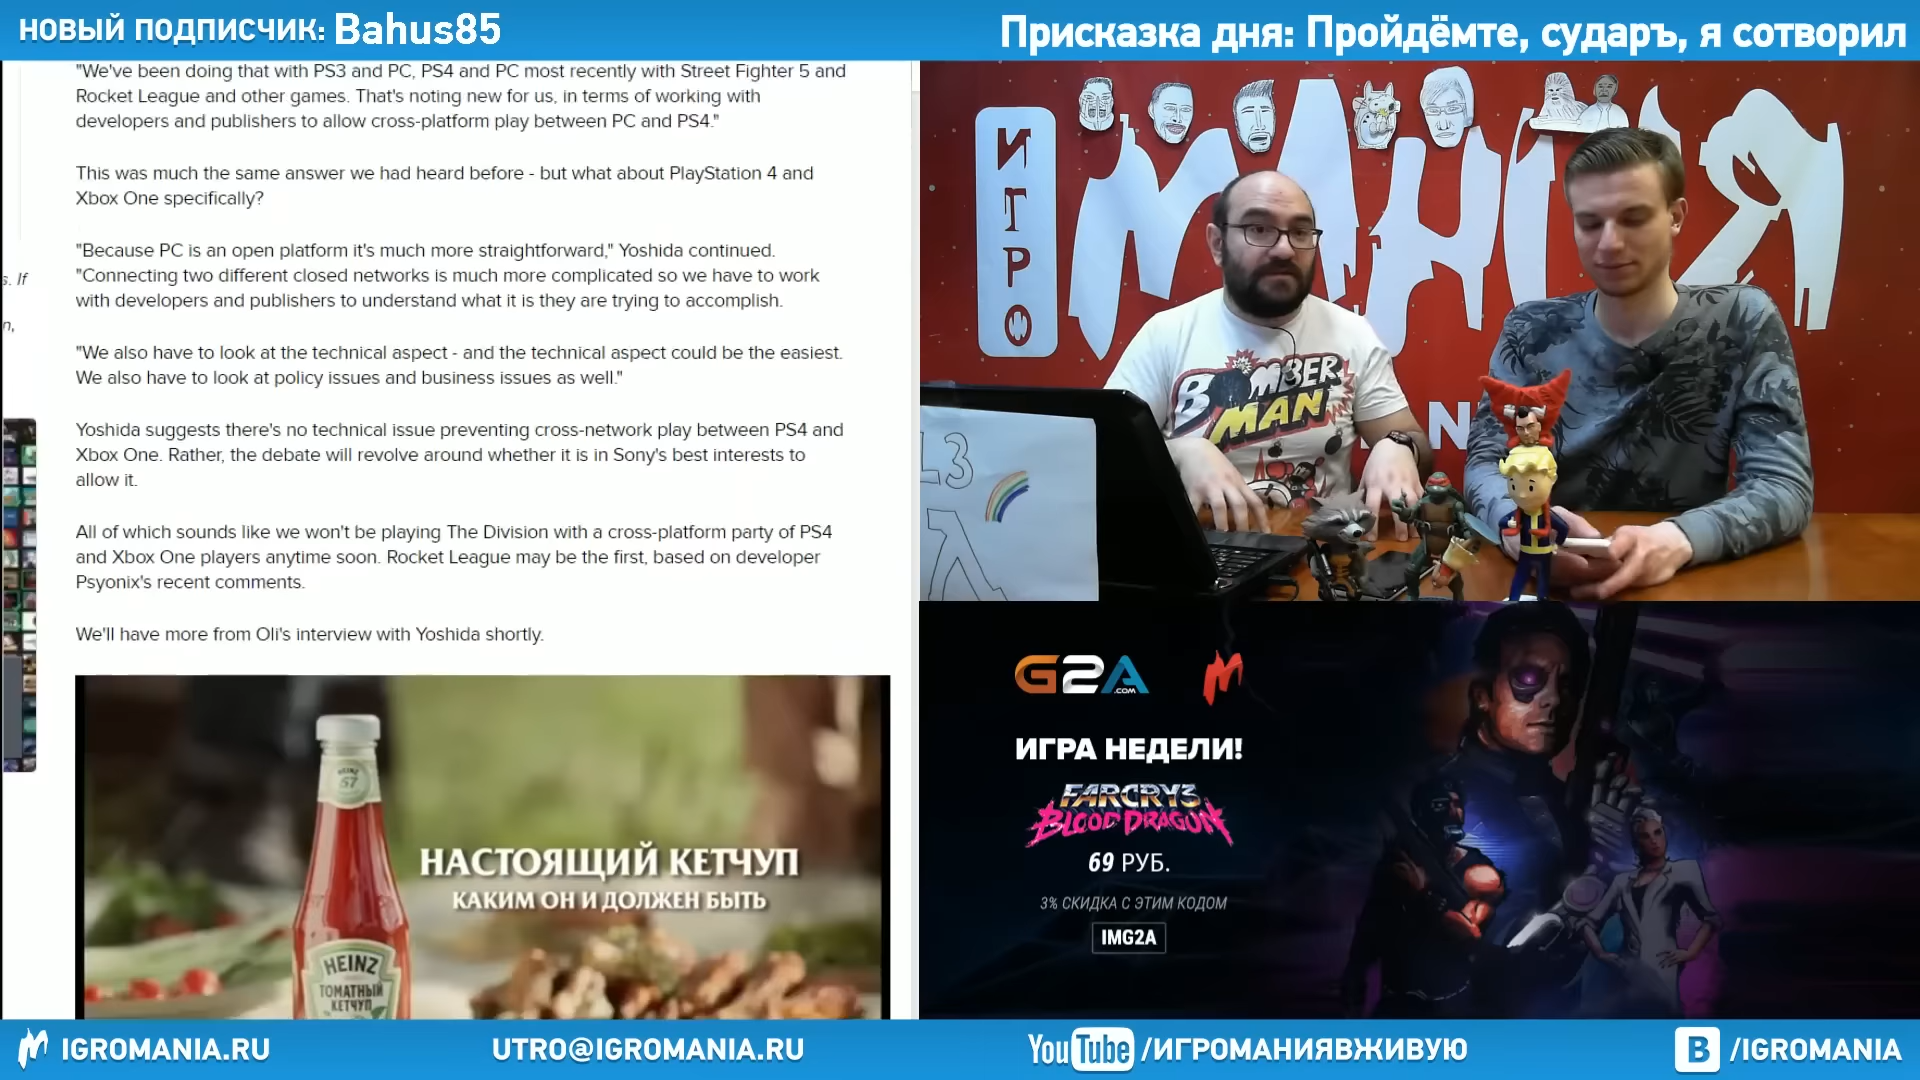 НОВЫЙ ПОДПИСЧИК: Bahus85
Присказка дня: Пройдёмте, сударъ, я сотворил
"We've been doing that with PS3 and PC, PS4 and PC most recently with Street Fighter 5 and
Rocket League and other games. That's noting new for us, in terms of working with
developers and publishers to allow cross-platform play between PC and PS4."
This was much the same answer we had heard before - but what about PlayStation 4 and
Xbox One specifically?
"Because PC is an open platform it's much more straightforward," Yoshida continued.
"Connecting two different closed networks is much more complicated so we have to work
with developers and publishers to understand what it is they are trying to accomplish.
"We also have to look at the technical aspect - and the technical aspect could be the easiest.
We also have to look at policy issues and business issues as well."
Yoshida suggests there's no technical issue preventing cross-network play between PS4 and
Xbox One. Rather, the debate will revolve around whether it is in Sony's best interests to
allow it.
All of which sounds like we won't be playing The Division with a cross-platform party of PS4
and Xbox One players anytime soon. Rocket League may be the first, based on developer
Psyonix's recent comments.
We'll have more from Oli's interview with Yoshida shortly.
s. If
n,
HEINZ
57
НАСТОЯЩИЙ КЕТЧУП
КАКИМ ОН И ДОЛЖЕН БЫТЬ
HEINZ
ТОМАТНЫЙ
КЕТЧУП
ИГРО
МАНИЯ
BOMBER
MAN
L3
G2A
.COM
ИГРА НЕДЕЛИ!
FARCRY3
BLOOD DRAGON
69 РУБ.
3% СКИДКА С ЭТИМ КОДОМ
IMG2A
IGROMANIA.RU
UTRO@IGROMANIA.RU
YouTube /ИГРОМАНИЯВЖИВУЮ
B /IGROMANIA